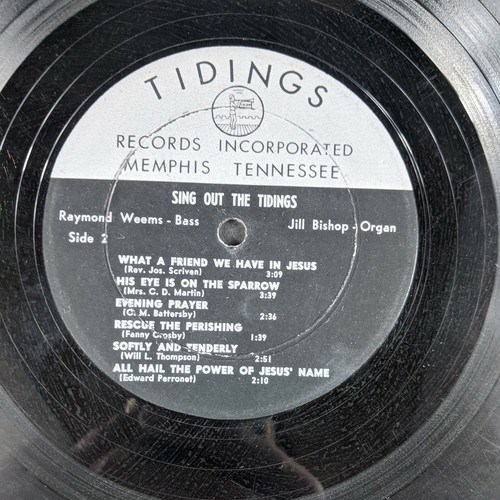 TIDINGS
RECORDS INCORPORATED
MEMPHIS TENNESSEE
SING OUT THE TIDINGS
Raymond Weems - Bass Jill Bishop - Organ
Side 2
WHAT A FRIEND WE HAVE IN JESUS
(Rev. Jos. Scriven) 3:09
HIS EYE IS ON THE SPARROW
(Mrs. C. D. Martin) 3:39
EVENING PRAYER
(C. M. Battersby) 2:36
RESCUE THE PERISHING
(Fanny Crosby) 1:39
SOFTLY AND TENDERLY
(Will L. Thompson) 2:51
ALL HAIL THE POWER OF JESUS' NAME
(Edward Perronet) 2:10